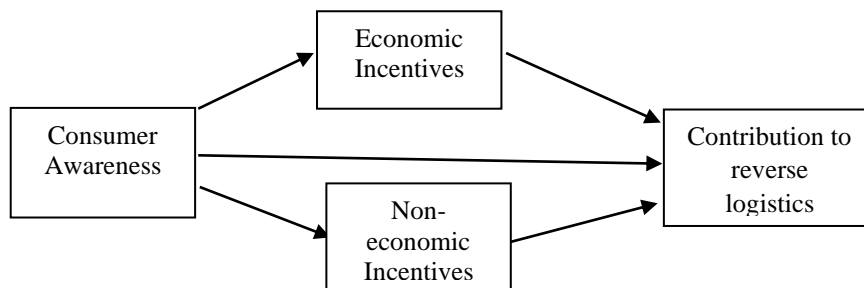 Economic
Incentives
Consumer
Awareness
Contribution to
reverse
logistics
Non-
economic
Incentives